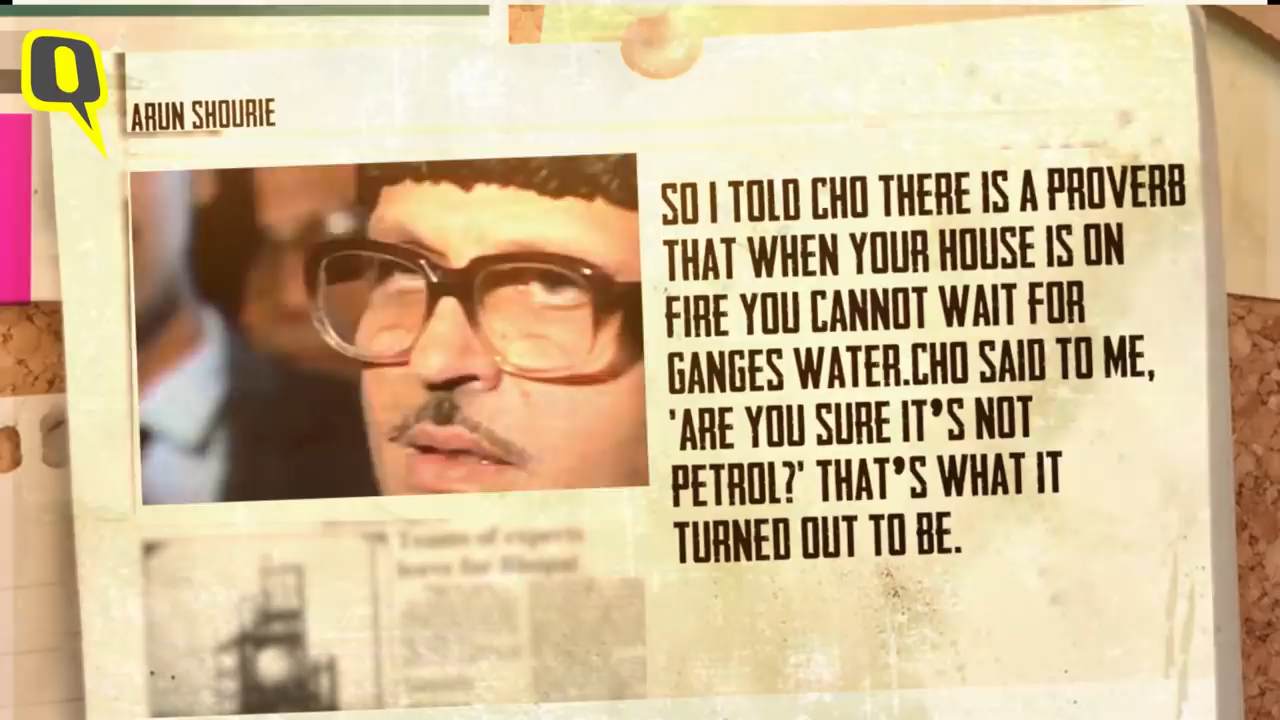 Q
ARUN SHOURIE
SO I TOLD CHO THERE IS A PROVERB
THAT WHEN YOUR HOUSE IS ON
FIRE YOU CANNOT WAIT FOR
GANGES WATER.CHO SAID TO ME,
'ARE YOU SURE IT'S NOT
PETROL?' THAT'S WHAT IT
TURNED OUT TO BE.
Teams of experts
leave for Bhopal